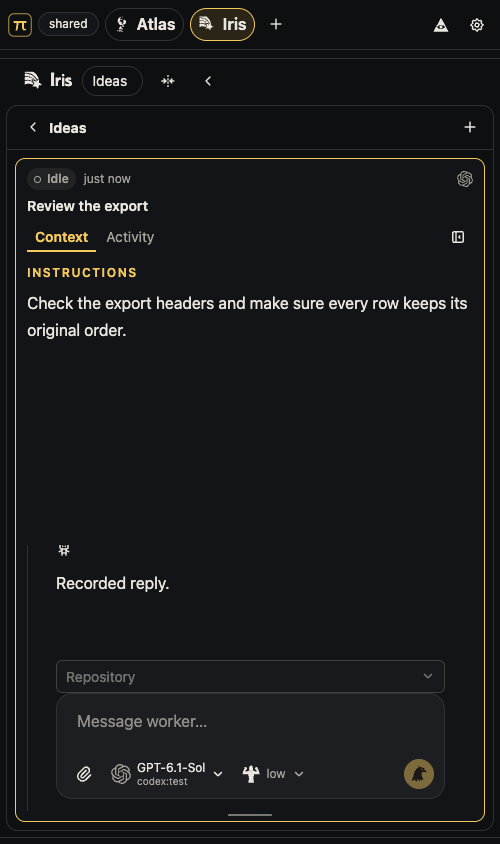 π
shared
Atlas
Iris
Iris
Ideas
Ideas
Idle
just now
Review the export
Context
Activity
INSTRUCTIONS
Check the export headers and make sure every row keeps its
original order.
Recorded reply.
Repository
Message worker...
GPT-6.1-Sol
codex:test
low